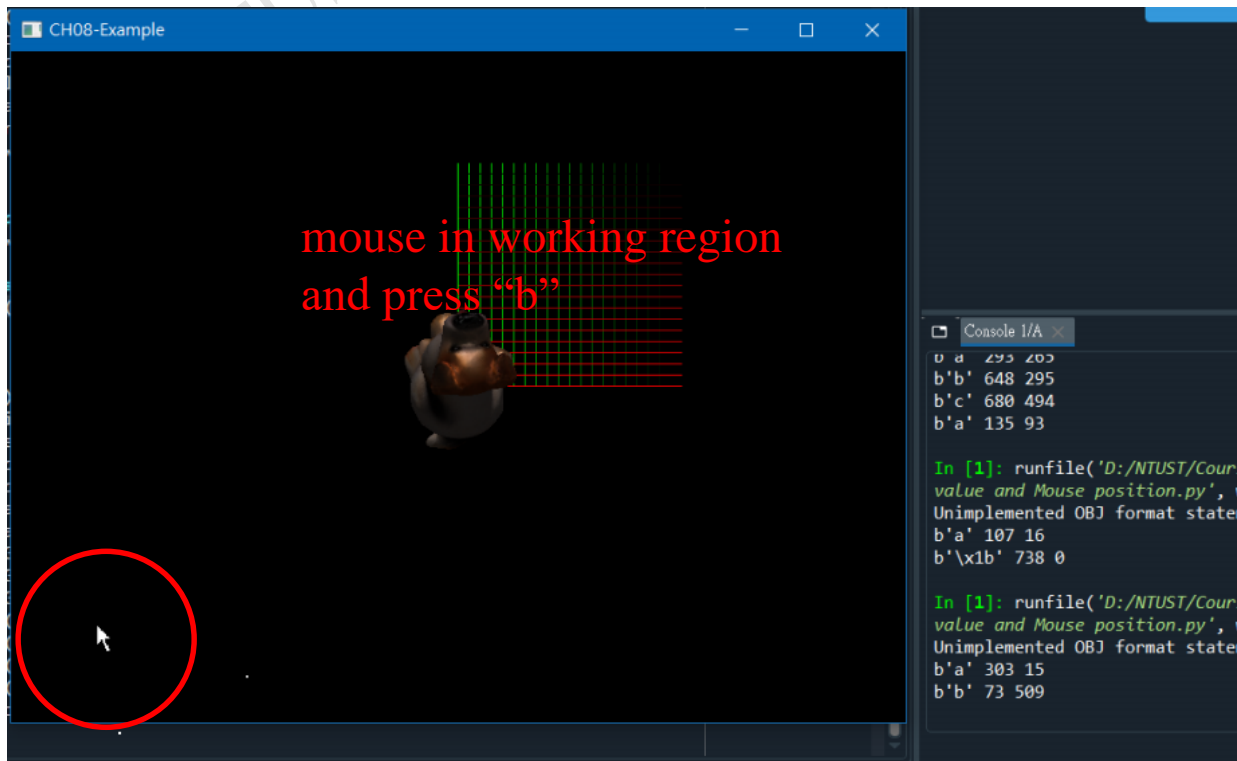 CH08-Example
mouse in working region
and press “b”
Console 1/A
b'a' 293 265
b'b' 648 295
b'c' 680 494
b'a' 135 93
In [1]: runfile('D:/NTUST/Cour
value and Mouse position.py',
Unimplemented OBJ format state
b'a' 107 16
b'\x1b' 738 0
In [1]: runfile('D:/NTUST/Cour
value and Mouse position.py',
Unimplemented OBJ format state
b'a' 303 15
b'b' 73 509